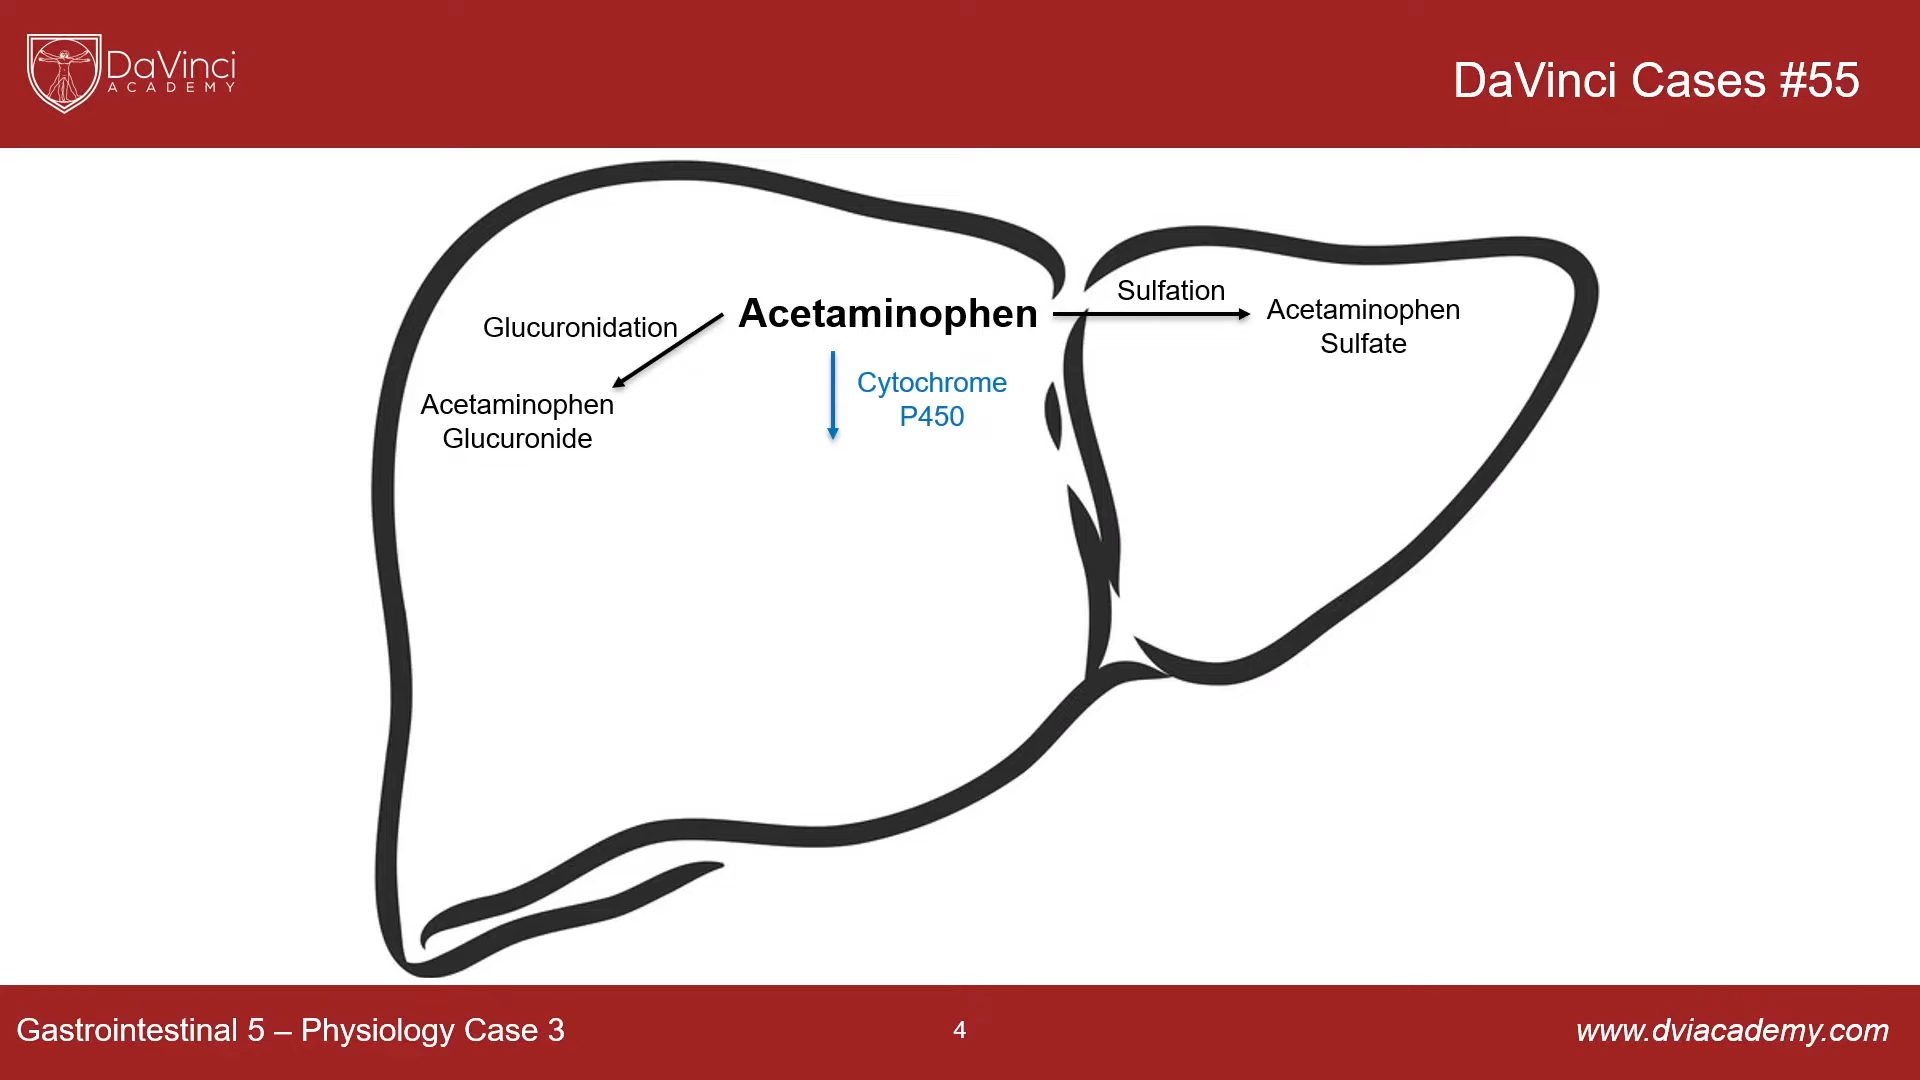 DaVinci
ACADEMY
DaVinci Cases #55
Glucuronidation
Acetaminophen
Sulfation
Acetaminophen
Sulfate
Cytochrome
P450
Acetaminophen
Glucuronide
Gastrointestinal 5 – Physiology Case 3
4
www.dviacademy.com